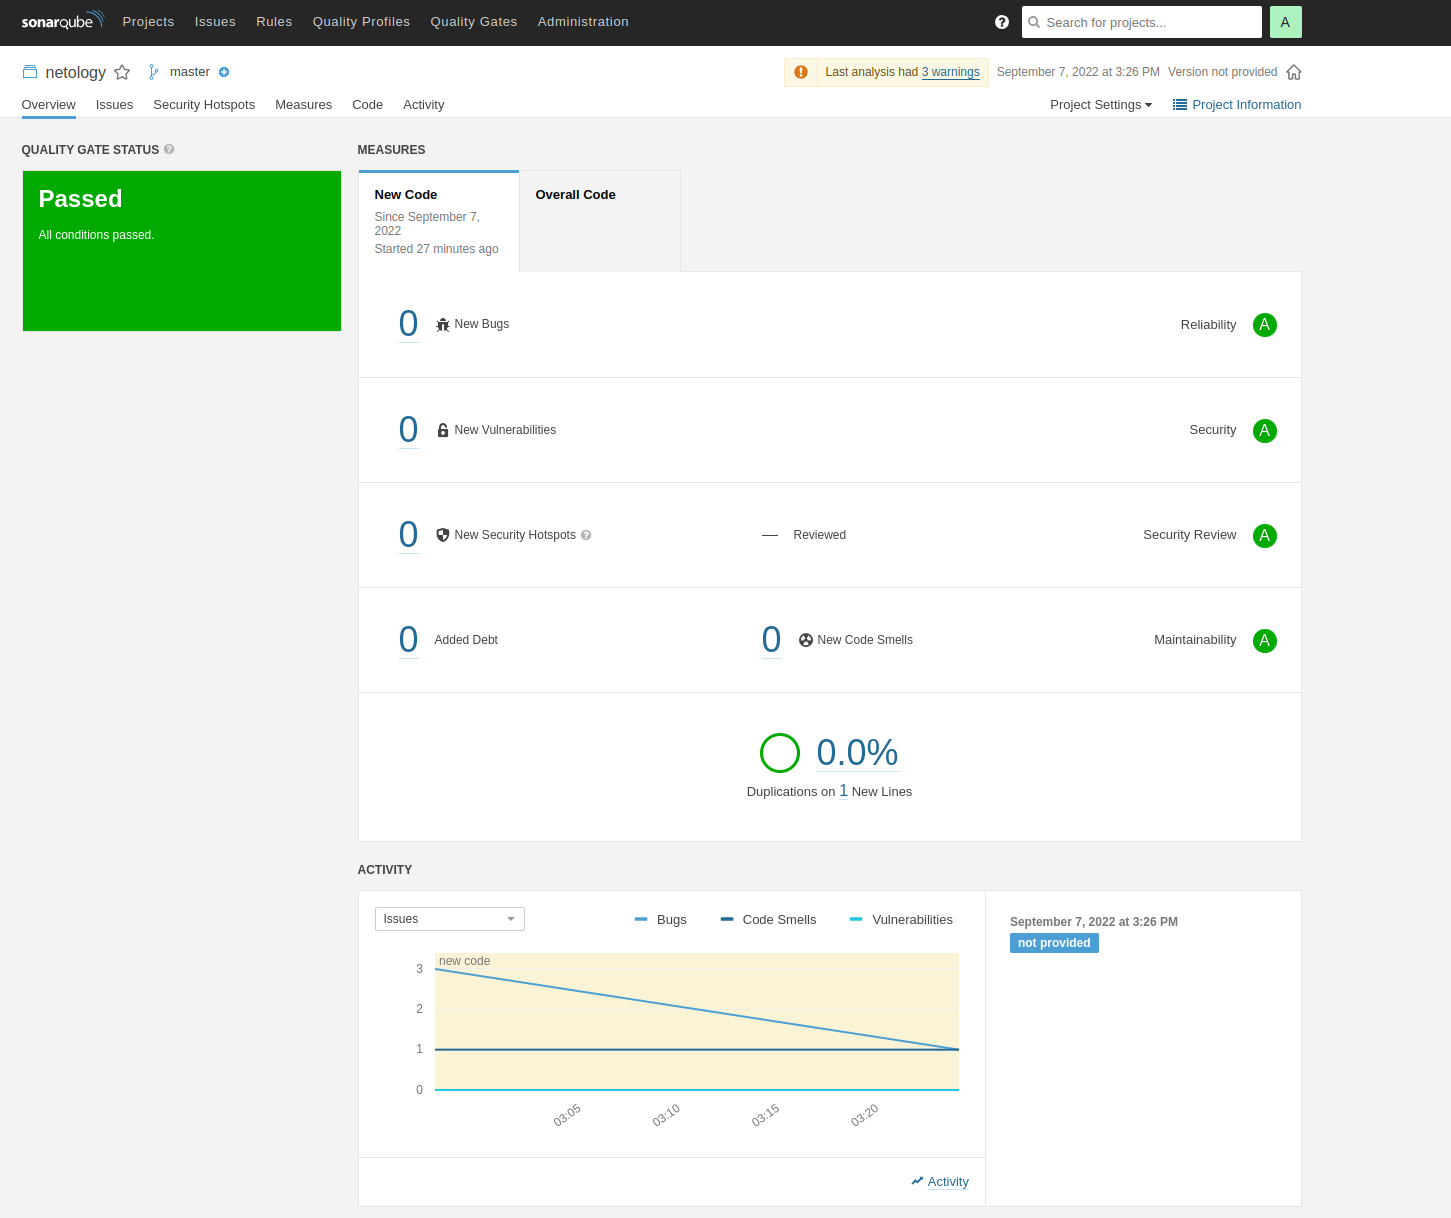 sonarqube Projects Issues Rules Quality Profiles Quality Gates Administration Search for projects... A
netology master Last analysis had 3 warnings September 7, 2022 at 3:26 PM Version not provided
Overview Issues Security Hotspots Measures Code Activity Project Settings Project Information
QUALITY GATE STATUS
Passed
All conditions passed.
MEASURES
New Code
Since September 7,
2022
Started 27 minutes ago
Overall Code
0 New Bugs Reliability A
0 New Vulnerabilities Security A
0 New Security Hotspots — Reviewed Security Review A
0 Added Debt 0 New Code Smells Maintainability A
0.0%
Duplications on 1 New Lines
ACTIVITY
Issues Bugs Code Smells Vulnerabilities
new code
3
2
1
0
03:05 03:10 03:15 03:20
Activity
September 7, 2022 at 3:26 PM
not provided